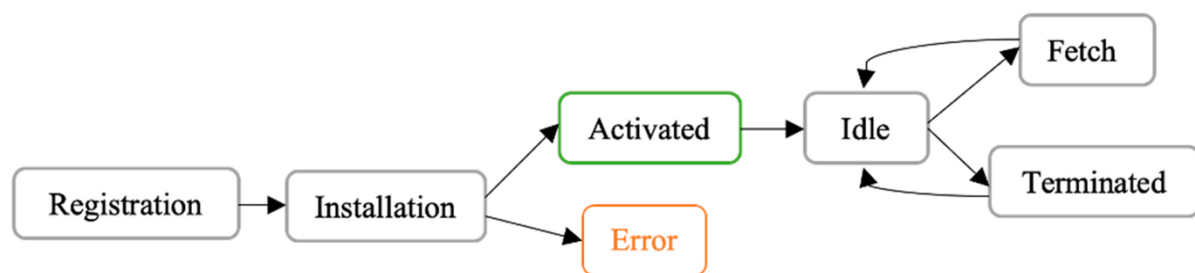 Registration
Installation
Activated
Error
Idle
Fetch
Terminated